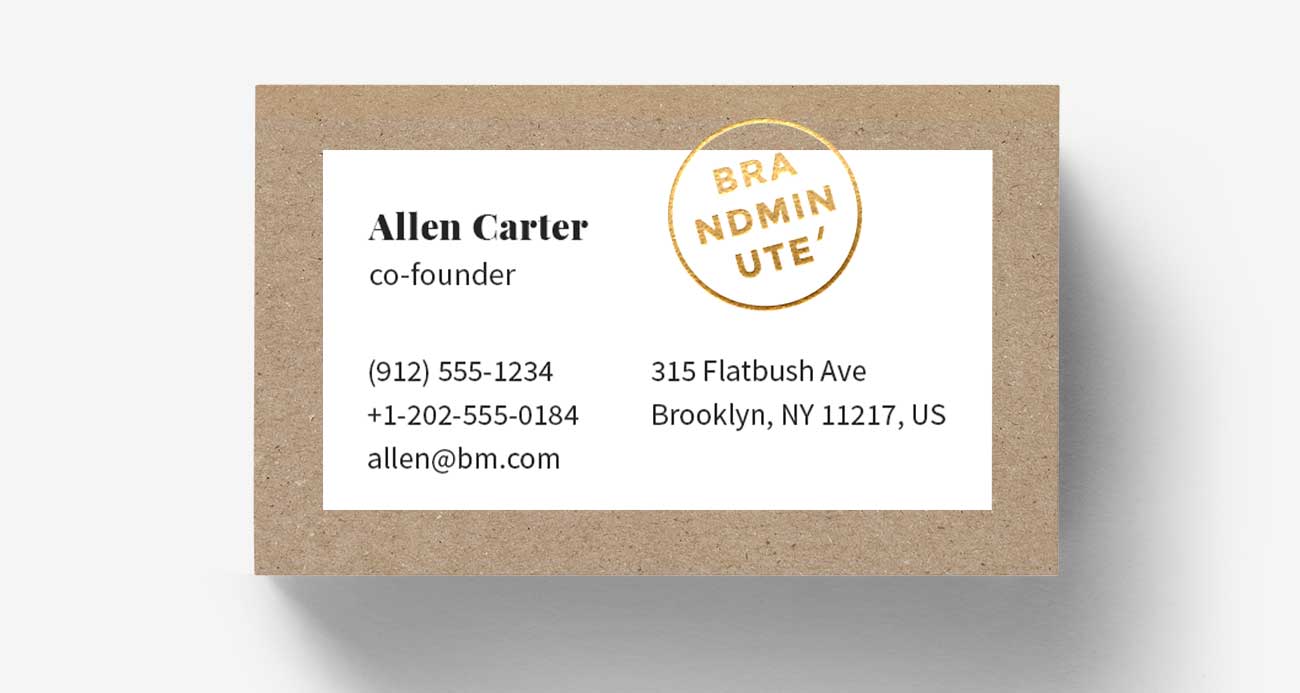 BRA
NDMIN
UTE′
Allen Carter
co-founder
(912) 555-1234
+1-202-555-0184
allen@bm.com
315 Flatbush Ave
Brooklyn, NY 11217, US